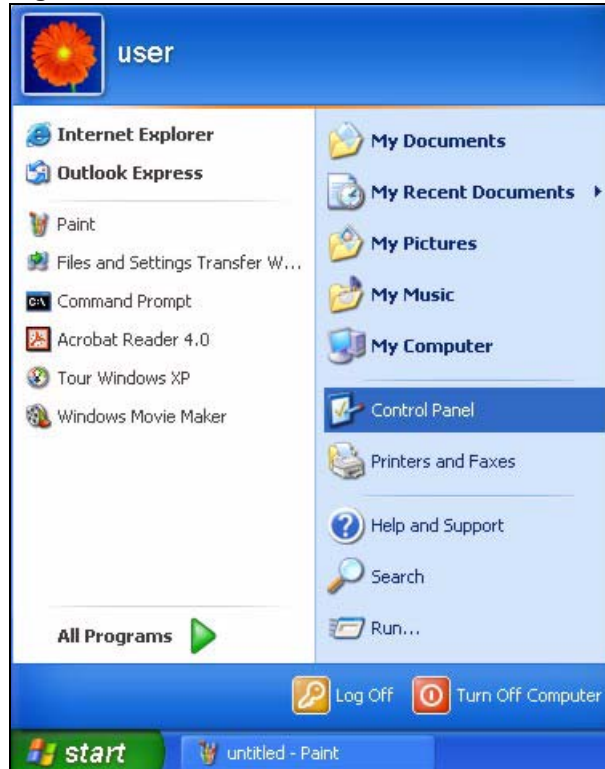 user
Internet Explorer
Outlook Express
Paint
Files and Settings Transfer W...
C:\
Command Prompt
Acrobat Reader 4.0
Tour Windows XP
Windows Movie Maker
All Programs
My Documents
My Recent Documents
My Pictures
My Music
My Computer
Control Panel
Printers and Faxes
Help and Support
Search
Run...
Log Off
Turn Off Computer
start
untitled - Paint